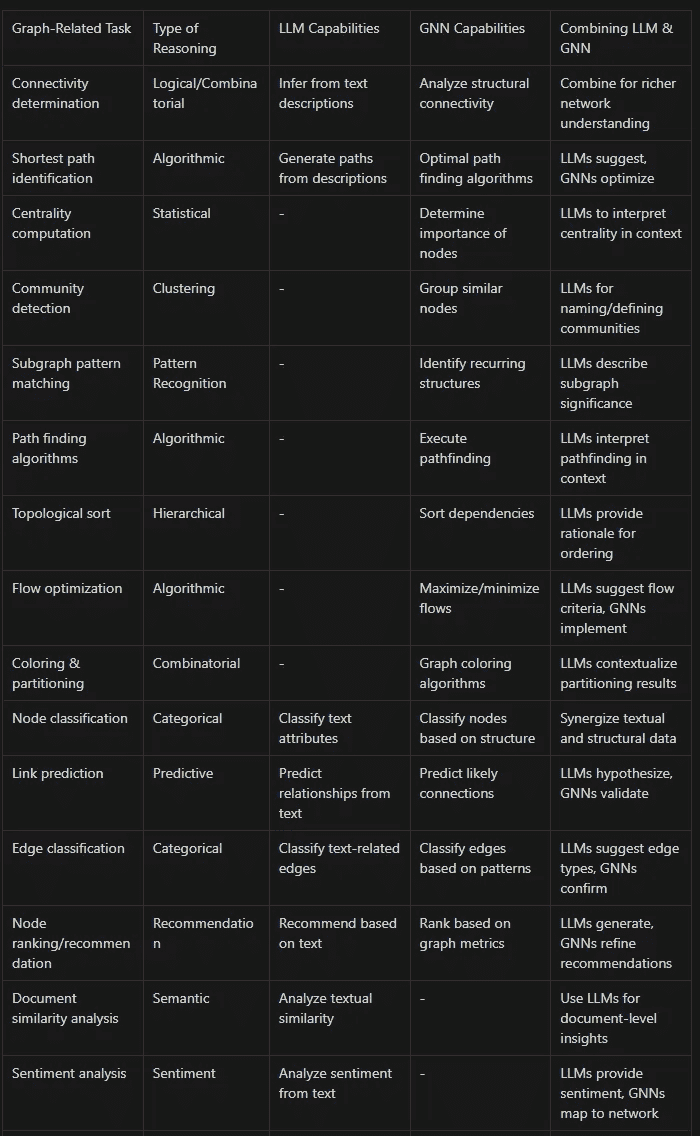 Graph-Related Task
Type of
Reasoning
LLM Capabilities
GNN Capabilities
Combining LLM &
GNN
Connectivity
determination
Logical/Combina
torial
Infer from text
descriptions
Analyze structural
connectivity
Combine for richer
network
understanding
Shortest path
identification
Algorithmic
Generate paths
from descriptions
Optimal path
finding algorithms
LLMs suggest,
GNNs optimize
Centrality
computation
Statistical
-
Determine
importance of
nodes
LLMs to interpret
centrality in context
Community
detection
Clustering
-
Group similar
nodes
LLMs for
naming/defining
communities
Subgraph pattern
matching
Pattern
Recognition
-
Identify recurring
structures
LLMs describe
subgraph
significance
Path finding
algorithms
Algorithmic
-
Execute
pathfinding
LLMs interpret
pathfinding in
context
Topological sort
Hierarchical
-
Sort dependencies
LLMs provide
rationale for
ordering
Flow optimization
Algorithmic
-
Maximize/minimize
flows
LLMs suggest flow
criteria, GNNs
implement
Coloring &
partitioning
Combinatorial
-
Graph coloring
algorithms
LLMs contextualize
partitioning results
Node classification
Categorical
Classify text
attributes
Classify nodes
based on structure
Synergize textual
and structural data
Link prediction
Predictive
Predict
relationships from
text
Predict likely
connections
LLMs hypothesize,
GNNs validate
Edge classification
Categorical
Classify text-related
edges
Classify edges
based on patterns
LLMs suggest edge
types, GNNs
confirm
Node
ranking/recommen
dation
Recommendatio
n
Recommend based
on text
Rank based on
graph metrics
LLMs generate,
GNNs refine
recommendations
Document
similarity analysis
Semantic
Analyze textual
similarity
-
Use LLMs for
document-level
insights
Sentiment analysis
Sentiment
Analyze sentiment
from text
-
LLMs provide
sentiment, GNNs
map to network